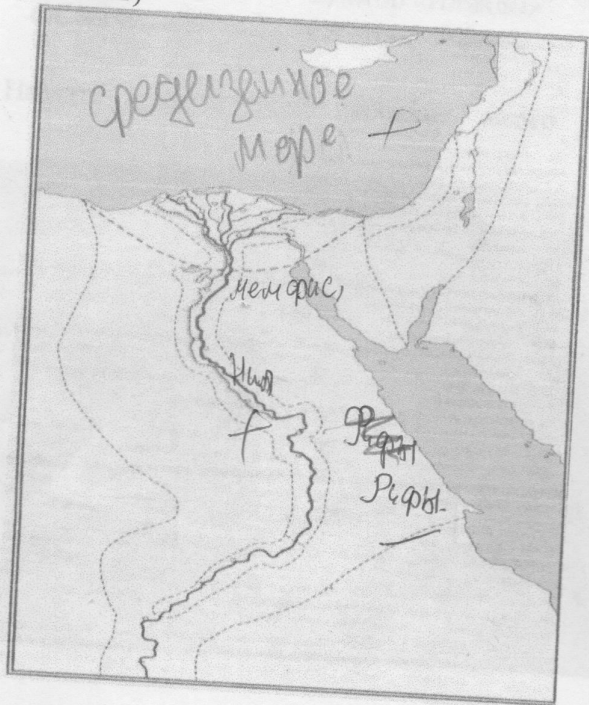 средиземное
море
мемфис,
Нил
Рифы